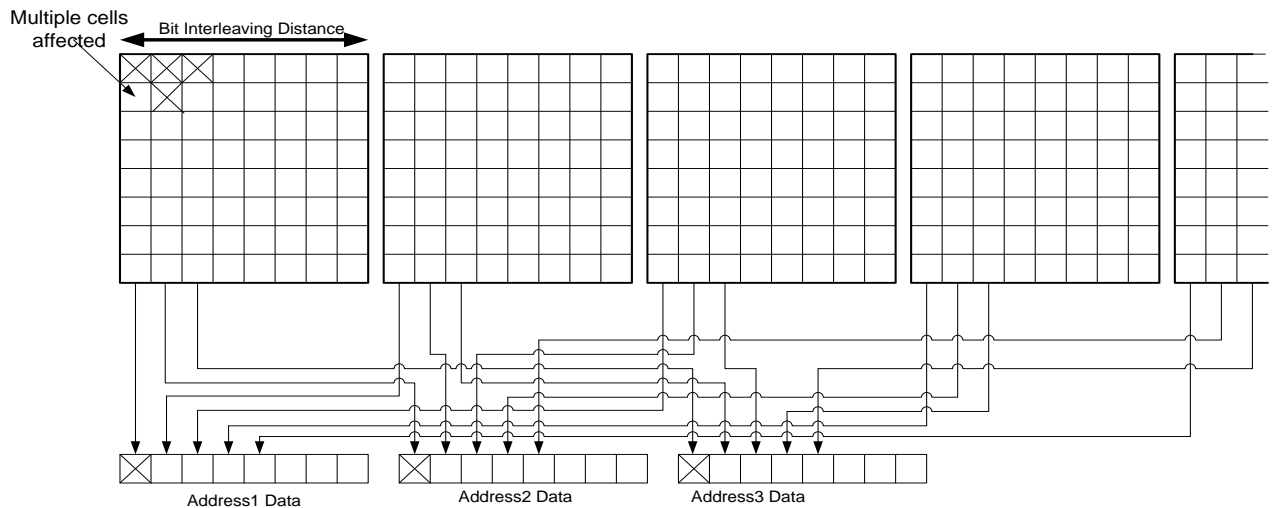 Multiple cells
affected
Bit Interleaving Distance
Address1 Data
Address2 Data
Address3 Data